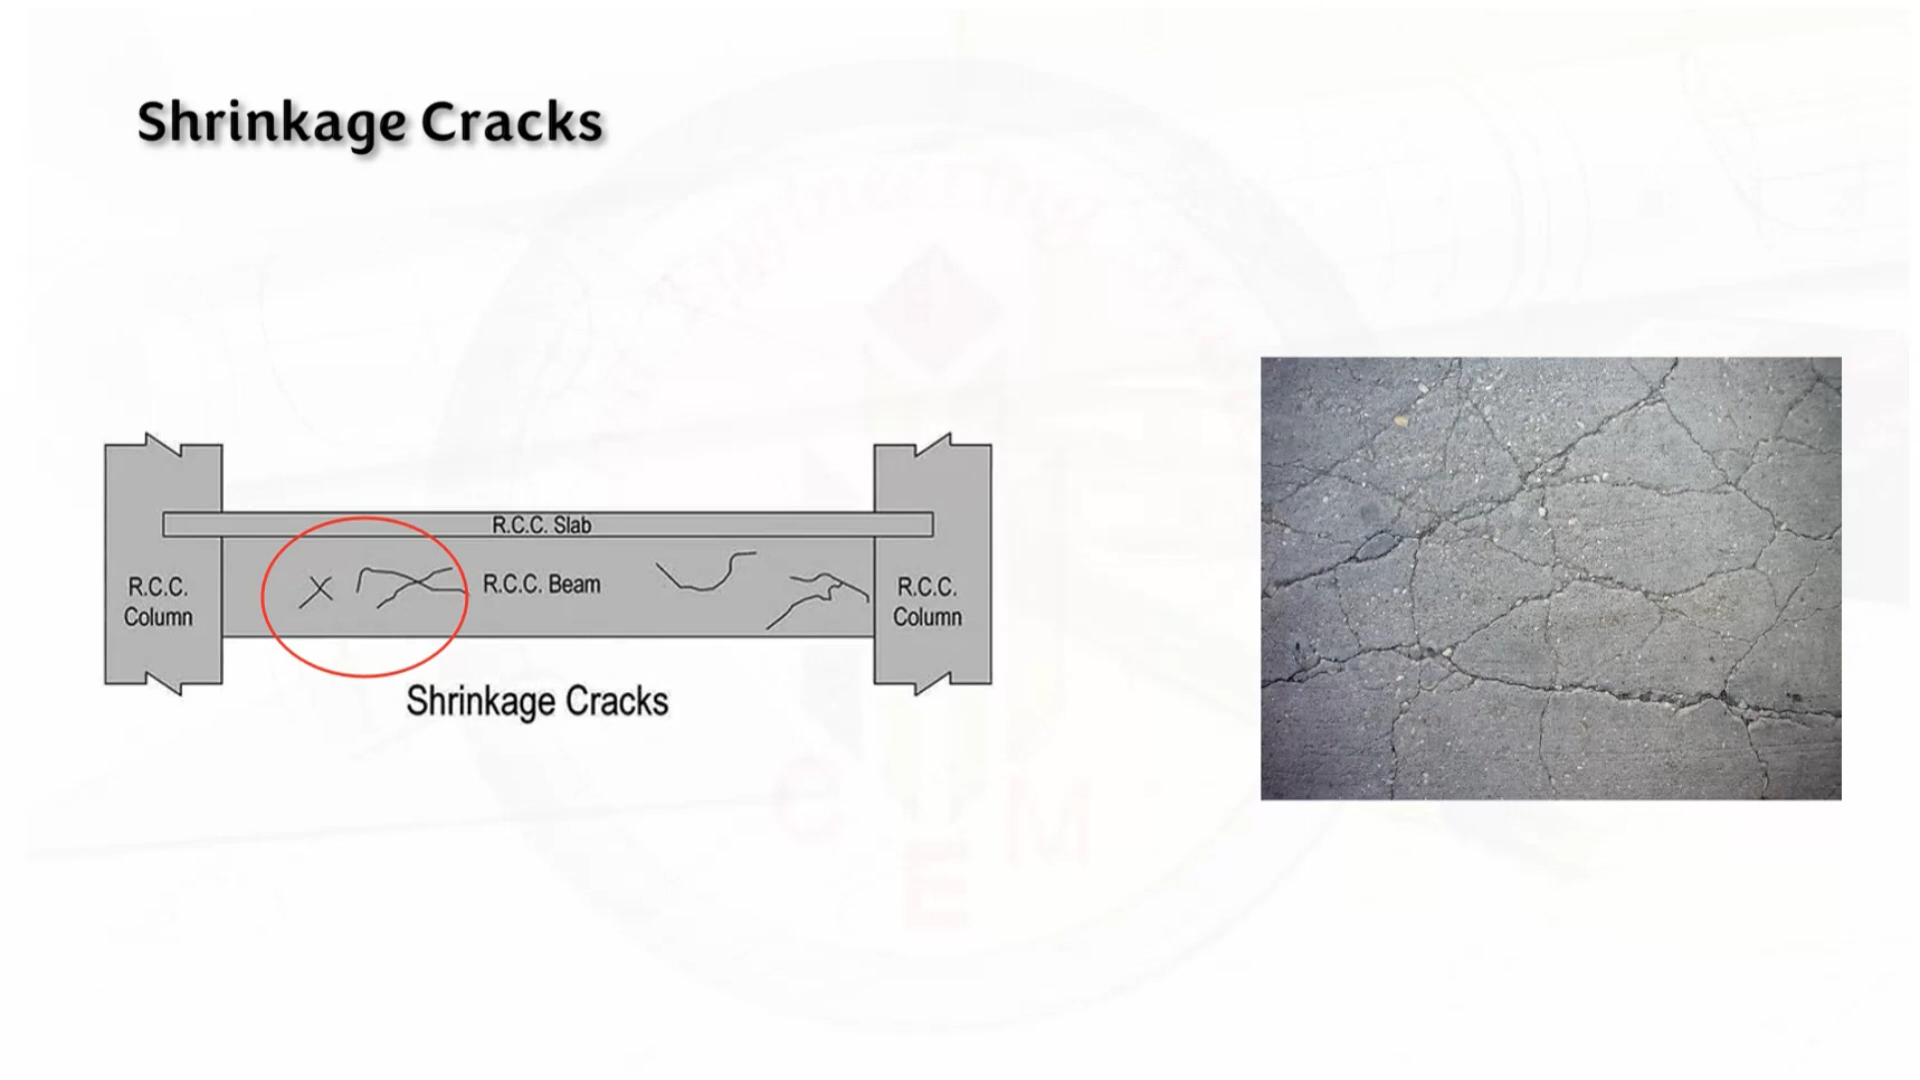 Shrinkage Cracks
R.C.C. Slab
R.C.C.
Column
R.C.C. Beam
R.C.C.
Column
Shrinkage Cracks
C
E
M